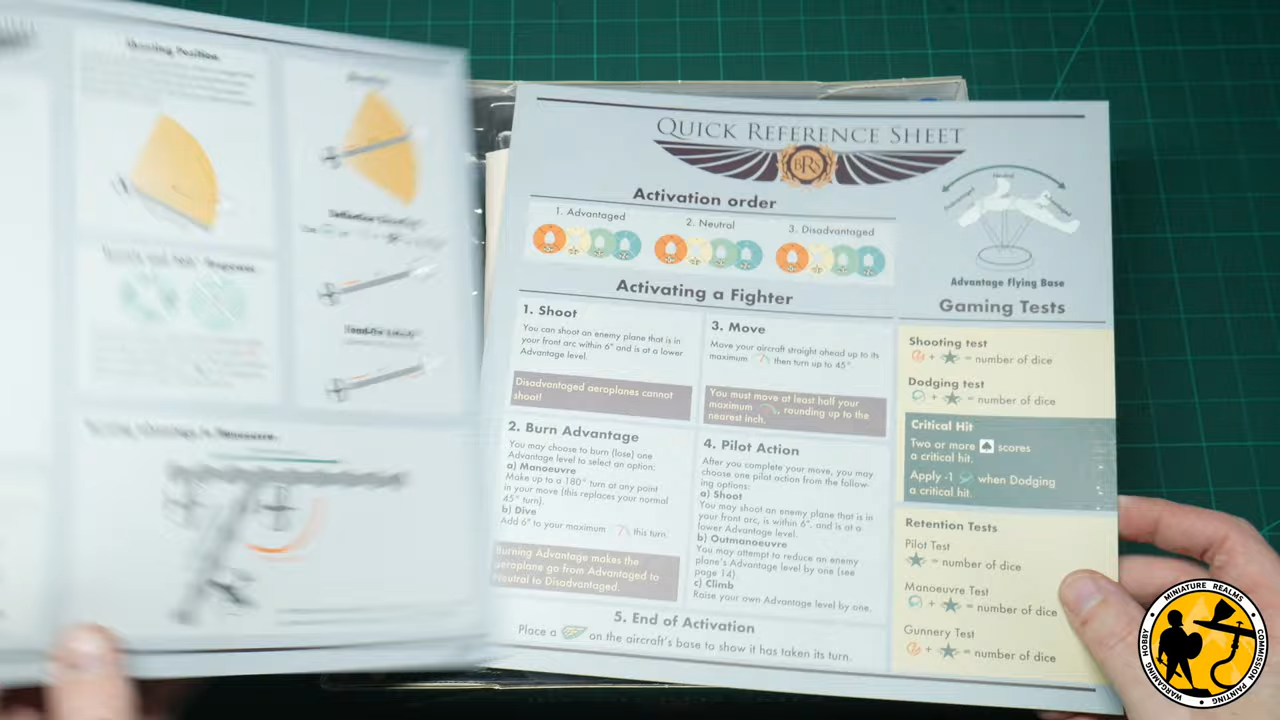 Shooting Position
QUICK REFERENCE SHEET
BRS
Activation order
1. Advantaged
2. Neutral
3. Disadvantaged
Neutral
Advantage Flying Base
Activating a Fighter
1. Shoot
You can shoot an enemy plane that is in
your front arc within 6" and is at a lower
Advantage level.
Disadvantaged aeroplanes cannot
shoot!
2. Burn Advantage
You may choose to burn (lose) one
Advantage level to select an option:
a) Manoeuvre
Make up to a 180° turn at any point
in your move (this replaces your normal
45° turn).
b) Dive
Add 6" to your maximum this turn.
Burning Advantage makes the
aeroplane go from Advantaged to
Neutral to Disadvantaged.
3. Move
Move your aircraft straight ahead up to its
maximum then turn up to 45°.
You must move at least half your
maximum , rounding up to the
nearest inch.
4. Pilot Action
After you complete your move, you may
choose one pilot action from the follow-
ing options:
a) Shoot
You may shoot an enemy plane that is in
your front arc, is within 6", and is at a
lower Advantage level.
b) Outmanoeuvre
You may attempt to reduce an enemy
plane's Advantage level by one (see
page 14).
c) Climb
Raise your own Advantage level by one.
5. End of Activation
Place a on the aircraft's base to show it has taken its turn.
Gaming Tests
Shooting test
+ = number of dice
Dodging test
+ = number of dice
Critical Hit
Two or more scores
a critical hit.
Apply -1 when Dodging
a critical hit.
Retention Tests
Pilot Test
= number of dice
Manoeuvre Test
+ = number of dice
Gunnery Test
+ = number of dice
MINIATURE REALMS
WARGAMING HOBBY
COMMISSION PAINTING